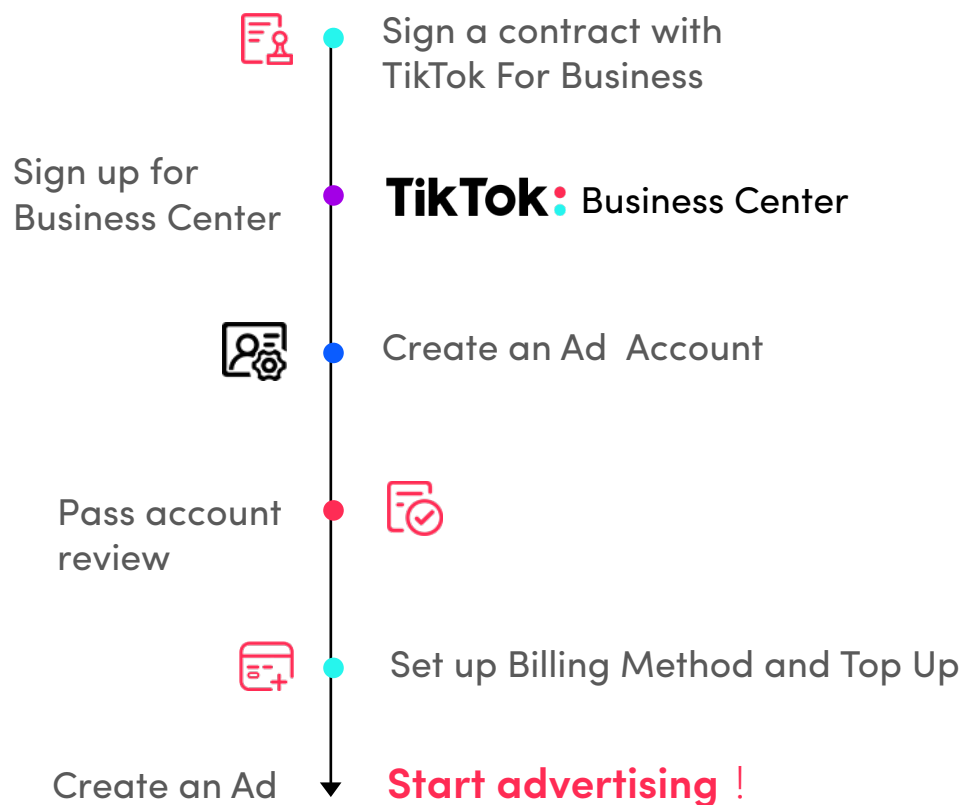 Sign a contract with
TikTok For Business
Sign up for
Business Center
TikTok: Business Center
Create an Ad Account
Pass account
review
Set up Billing Method and Top Up
Create an Ad
Start advertising !